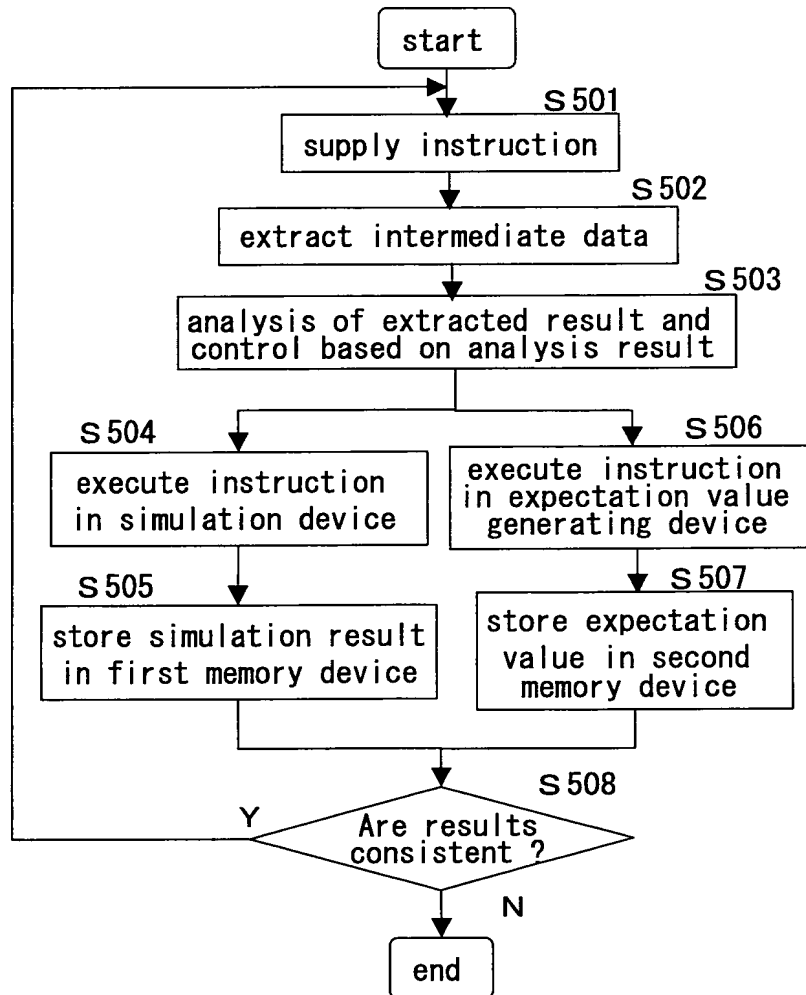 start
S501
supply instruction
S502
extract intermediate data
S503
analysis of extracted result and
control based on analysis result
S504
execute instruction
in simulation device
S505
store simulation result
in first memory device
S506
execute instruction
in expectation value
generating device
S507
store expectation
value in second
memory device
S508
Are results
consistent ?
Y
N
end